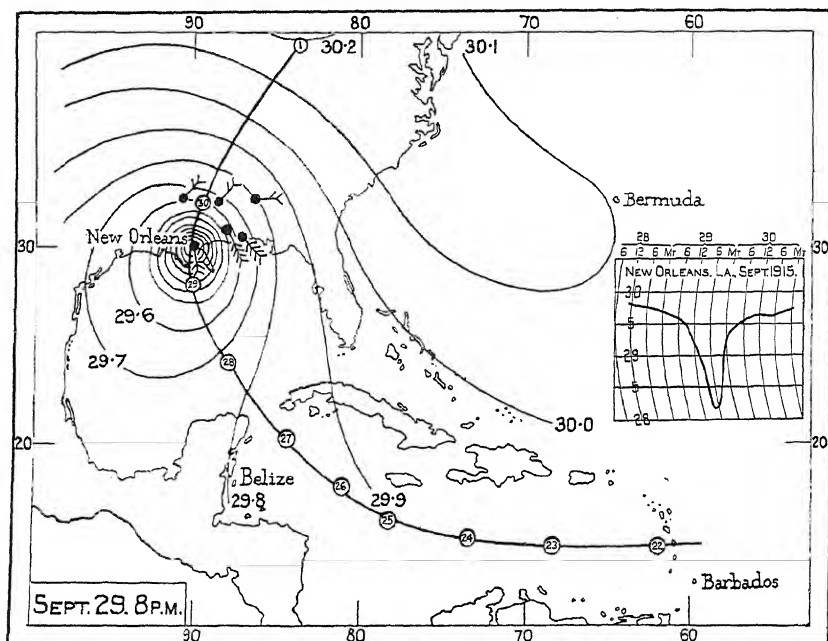 90 80 70 60
① 30·2 30·1
30
Bermuda
New Orleans
30
28 29 30
6 12 6 MT 6 12 6 MT 6 12 6 MT
NEW ORLEANS. LA., SEPT. 1915.
30
·5
29
·5
28
29
29·6
29·7
28
30·0
20 20
27
Belize
26
29·8 29·9
25
24 23 22
Barbados
SEPT. 29. 8 P.M.
90 80 70 60